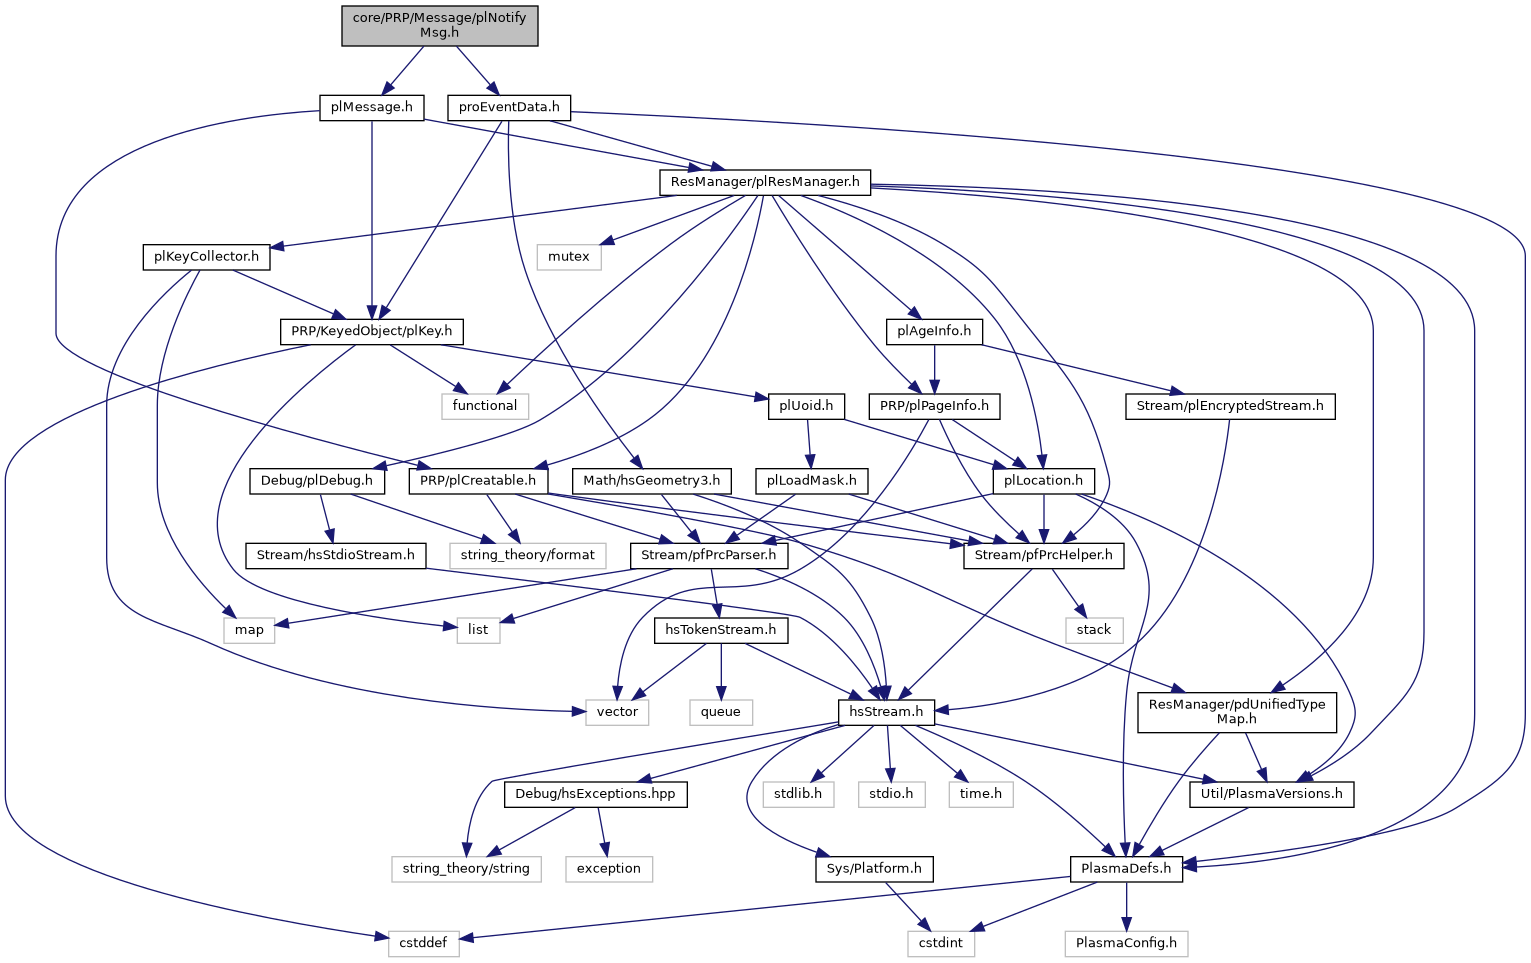 core/PRP/Message/plNotify
Msg.h
plMessage.h
proEventData.h
ResManager/plResManager.h
plKeyCollector.h
mutex
PRP/KeyedObject/plKey.h
plAgeInfo.h
functional
plUoid.h
PRP/plPageInfo.h
Stream/plEncryptedStream.h
Debug/plDebug.h
PRP/plCreatable.h
Math/hsGeometry3.h
plLoadMask.h
plLocation.h
Stream/hsStdioStream.h
string_theory/format
Stream/pfPrcParser.h
Stream/pfPrcHelper.h
map
list
hsTokenStream.h
stack
vector
queue
hsStream.h
ResManager/pdUnifiedType
Map.h
Debug/hsExceptions.hpp
stdlib.h
stdio.h
time.h
Util/PlasmaVersions.h
string_theory/string
exception
Sys/Platform.h
PlasmaDefs.h
cstddef
cstdint
PlasmaConfig.h